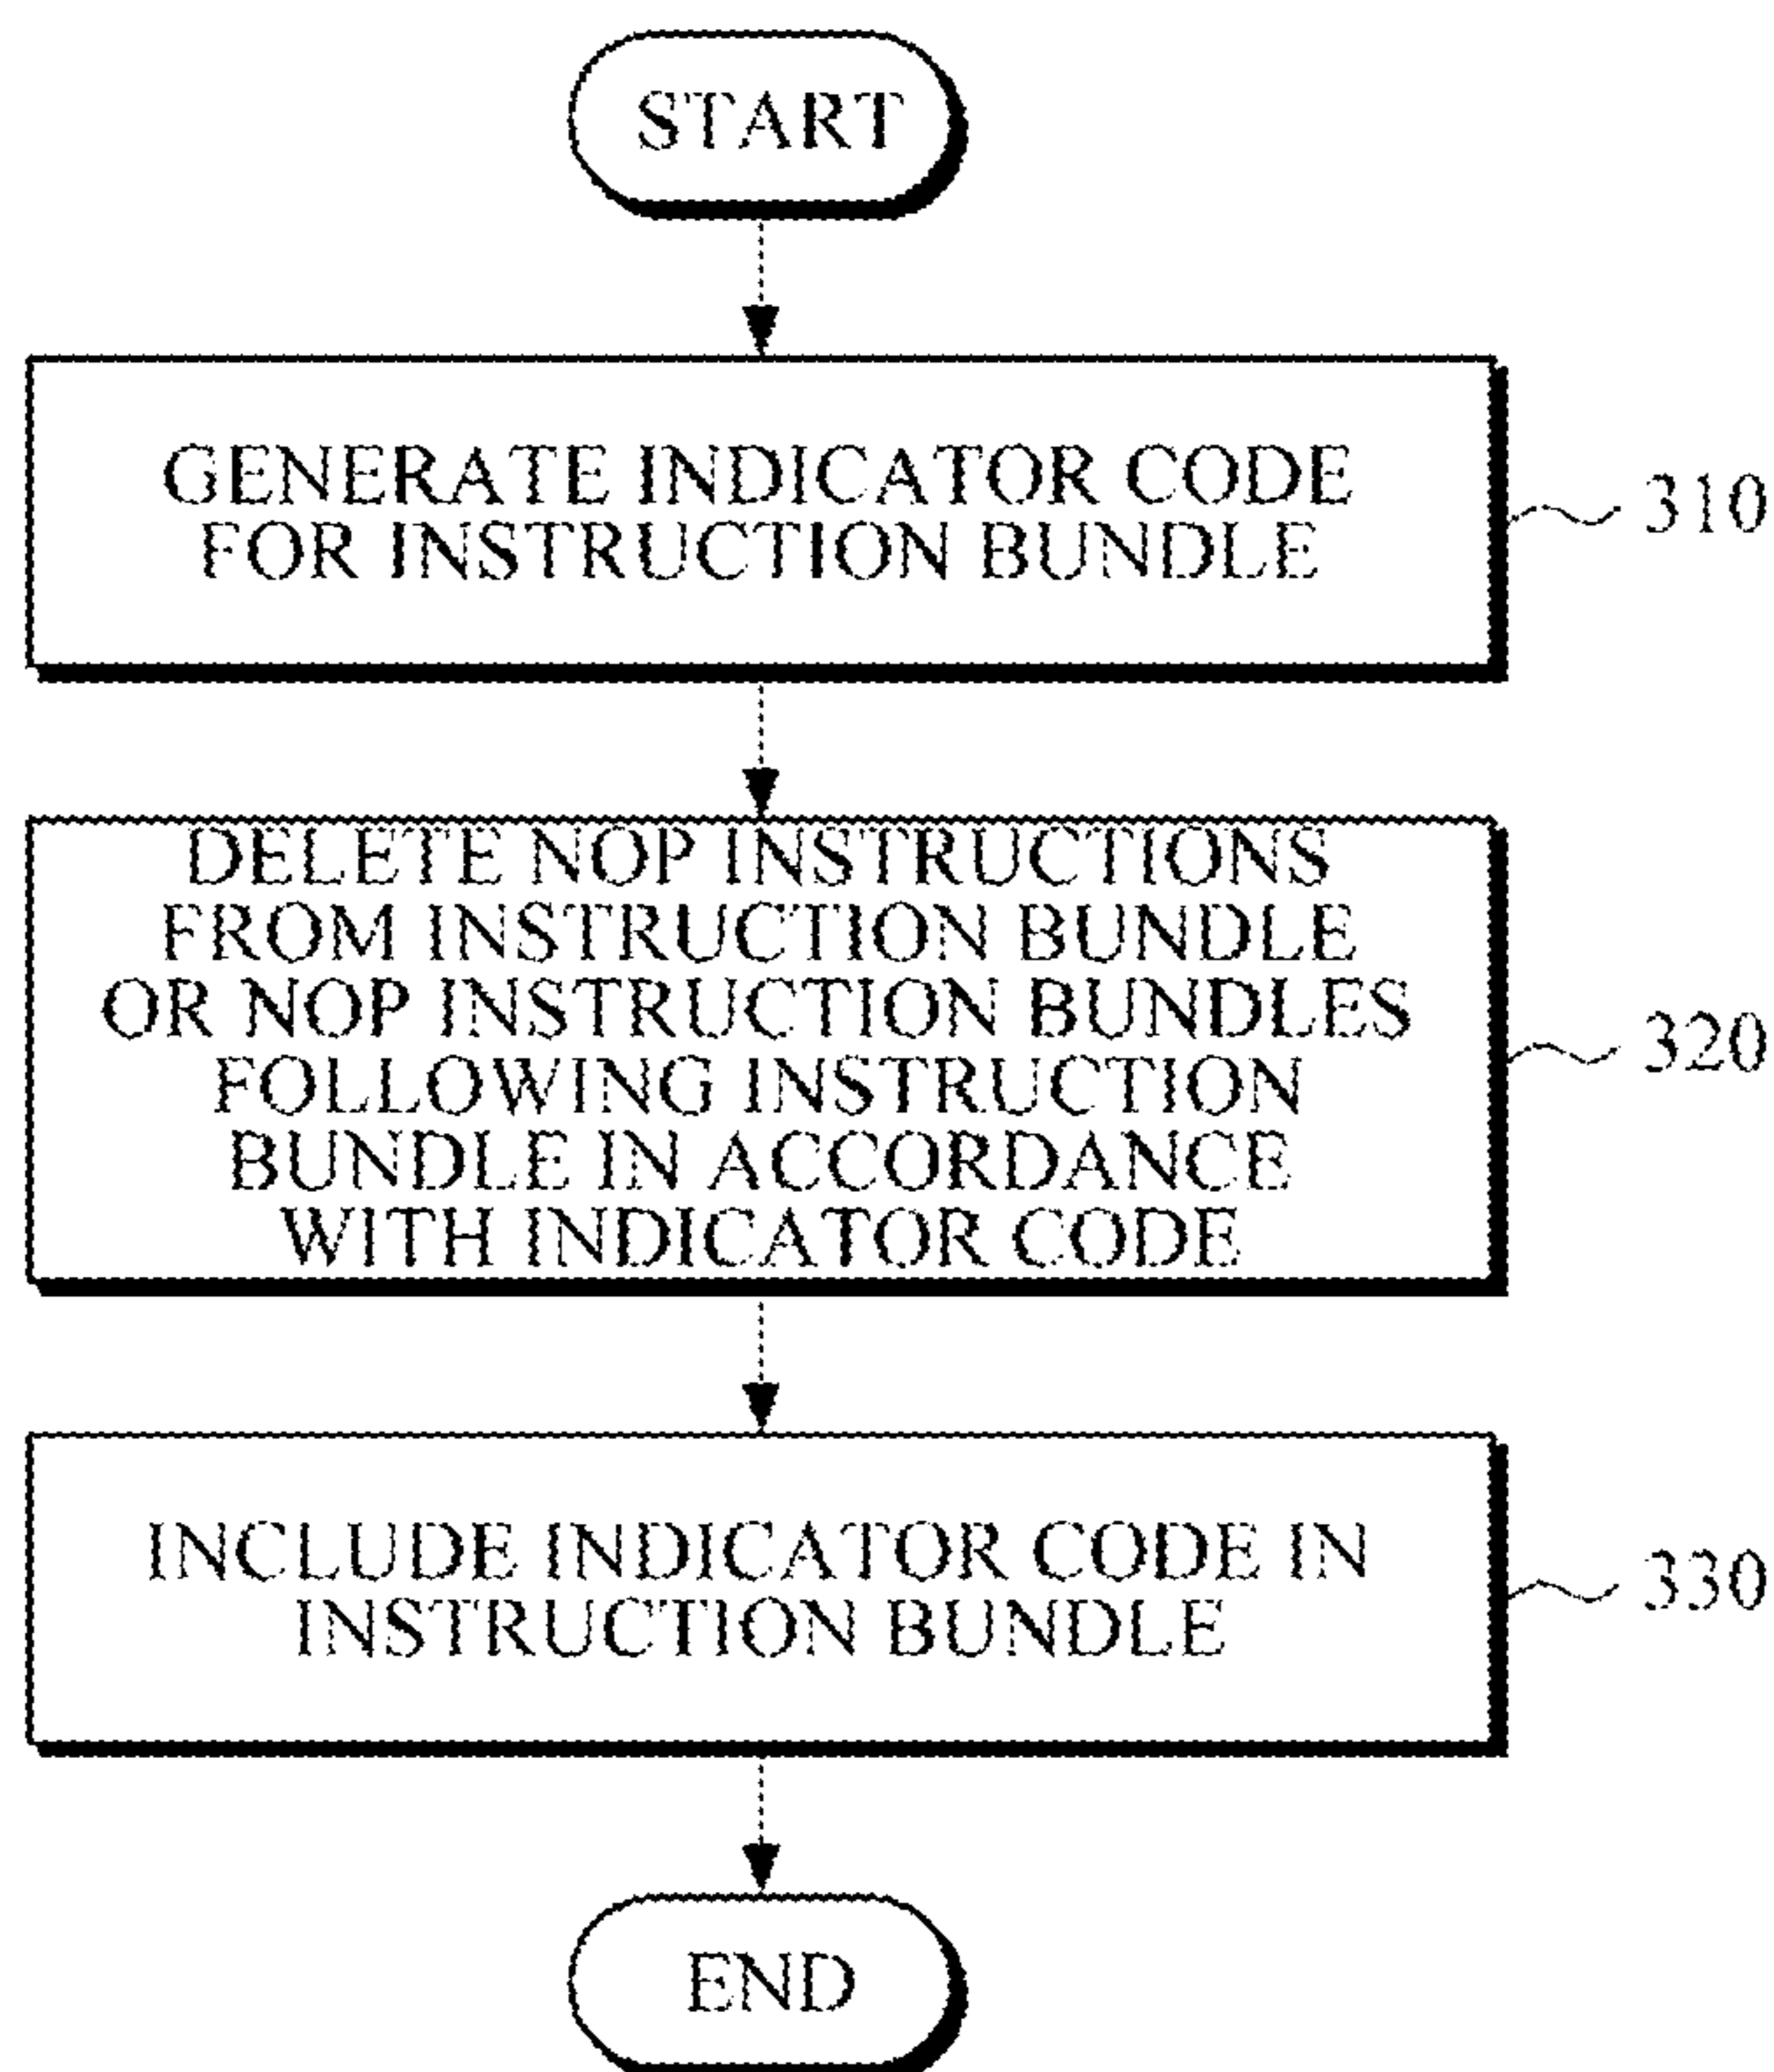 START
GENERATE INDICATOR CODE
FOR INSTRUCTION BUNDLE
310
DELETE NOP INSTRUCTIONS
FROM INSTRUCTION BUNDLE
OR NOP INSTRUCTION BUNDLES
FOLLOWING INSTRUCTION
BUNDLE IN ACCORDANCE
WITH INDICATOR CODE
320
INCLUDE INDICATOR CODE IN
INSTRUCTION BUNDLE
330
END